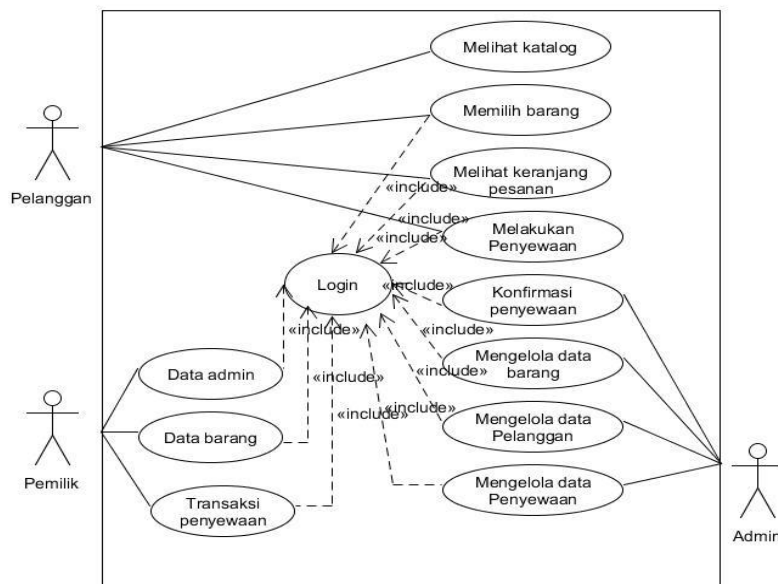 Melihat katalog
Memilih barang
Pelanggan
Melihat keranjang
pesanan
«include»
«include»
«include»
Melakukan
Penyewaan
Login
«include»
Konfirmasi
penyewaan
«include»
«include»
Mengelola data
barang
Data admin
«include»
«include»
«include»
Mengelola data
Pelanggan
Data barang
«include»
Pemilik
Mengelola data
Penyewaan
Transaksi
penyewaan
Admin